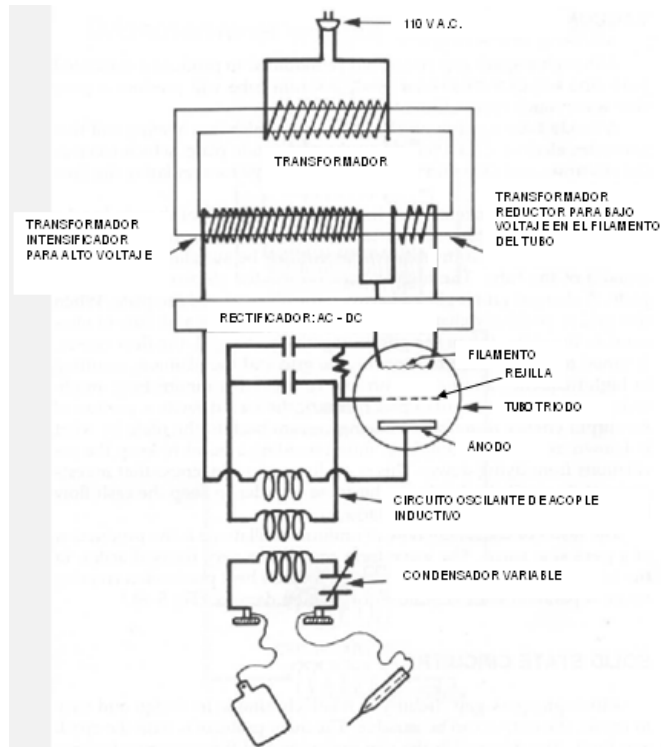 110 V A.C.
TRANSFORMADOR
TRANSFORMADOR
INTENSIFICADOR
PARA ALTO VOLTAJE
TRANSFORMADOR
REDUCTOR PARA BAJO
VOLTAJE EN EL FILAMENTO
DEL TUBO
RECTIFICADOR: AC - DC
FILAMENTO
REJILLA
TUBO TRIODO
ANODO
CIRCUITO OSCILANTE DE ACOPLE
INDUCTIVO
CONDENSADOR VARIABLE